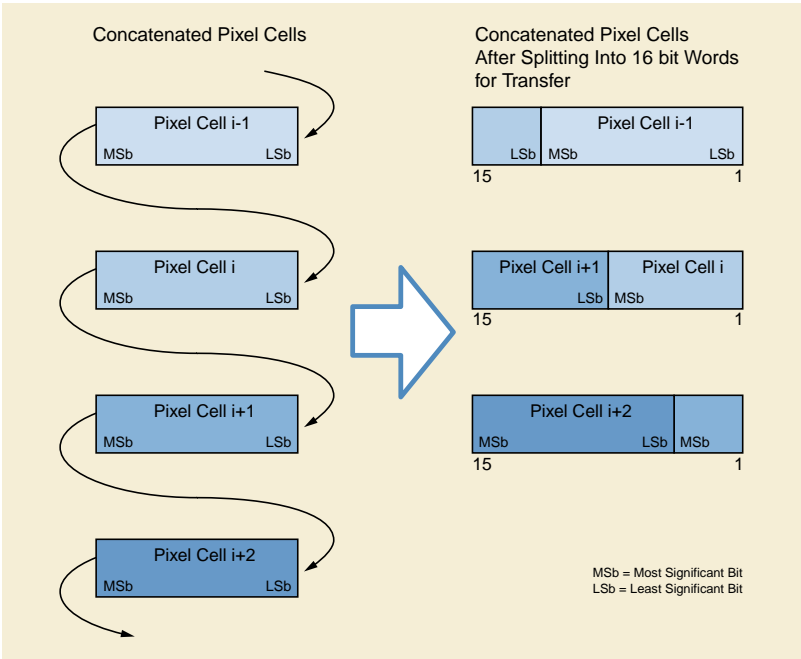 Concatenated Pixel Cells
Pixel Cell i-1
MSb LSb
Pixel Cell i
MSb LSb
Pixel Cell i+1
MSb LSb
Pixel Cell i+2
MSb LSb
Concatenated Pixel Cells
After Splitting Into 16 bit Words
for Transfer
Pixel Cell i-1
LSb MSb LSb
15 1
Pixel Cell i+1 Pixel Cell i
LSb MSb
15 1
Pixel Cell i+2
MSb LSb MSb
15 1
MSb = Most Significant Bit
LSb = Least Significant Bit